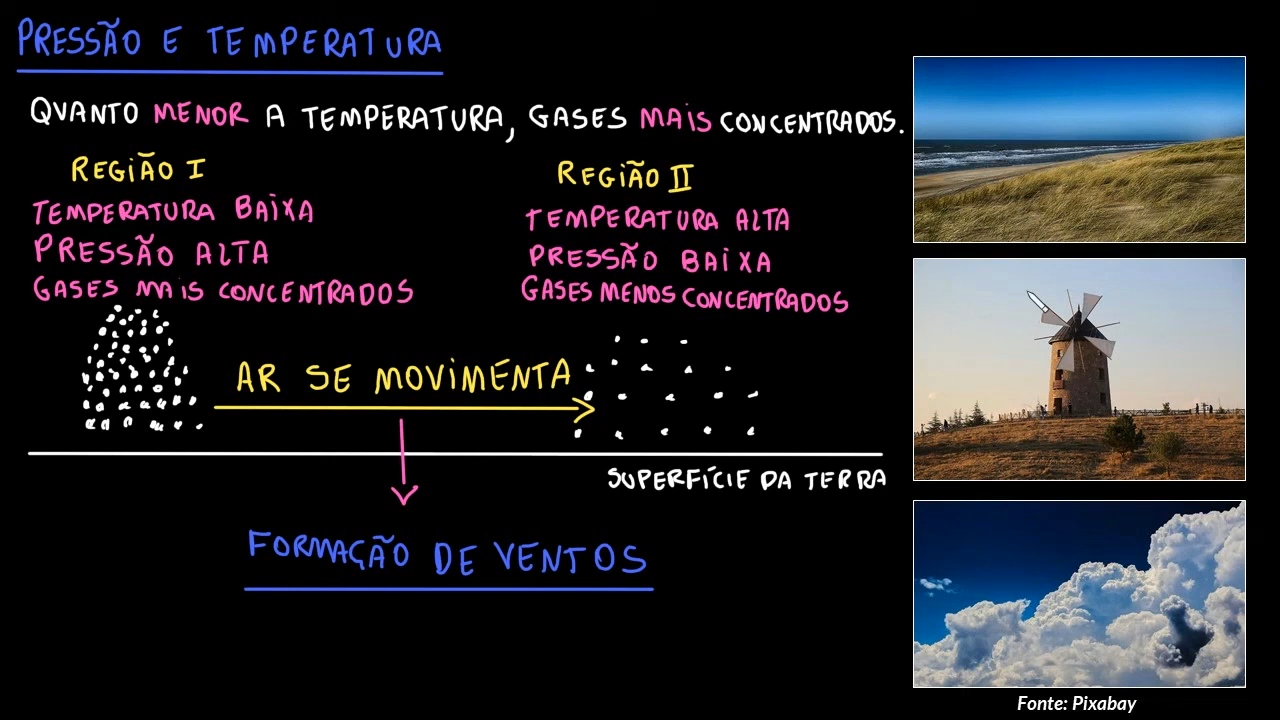 PRESSÃO E TEMPERATURA
QUANTO MENOR A TEMPERATURA, GASES MAIS CONCENTRADOS.
REGIÃO I
TEMPERATURA BAIXA
PRESSÃO ALTA
GASES MAIS CONCENTRADOS
REGIÃO II
TEMPERATURA ALTA
PRESSÃO BAIXA
GASES MENOS CONCENTRADOS
AR SE MOVIMENTA
SUPERFÍCIE DA TERRA
FORMAÇÃO DE VENTOS
Fonte: Pixabay